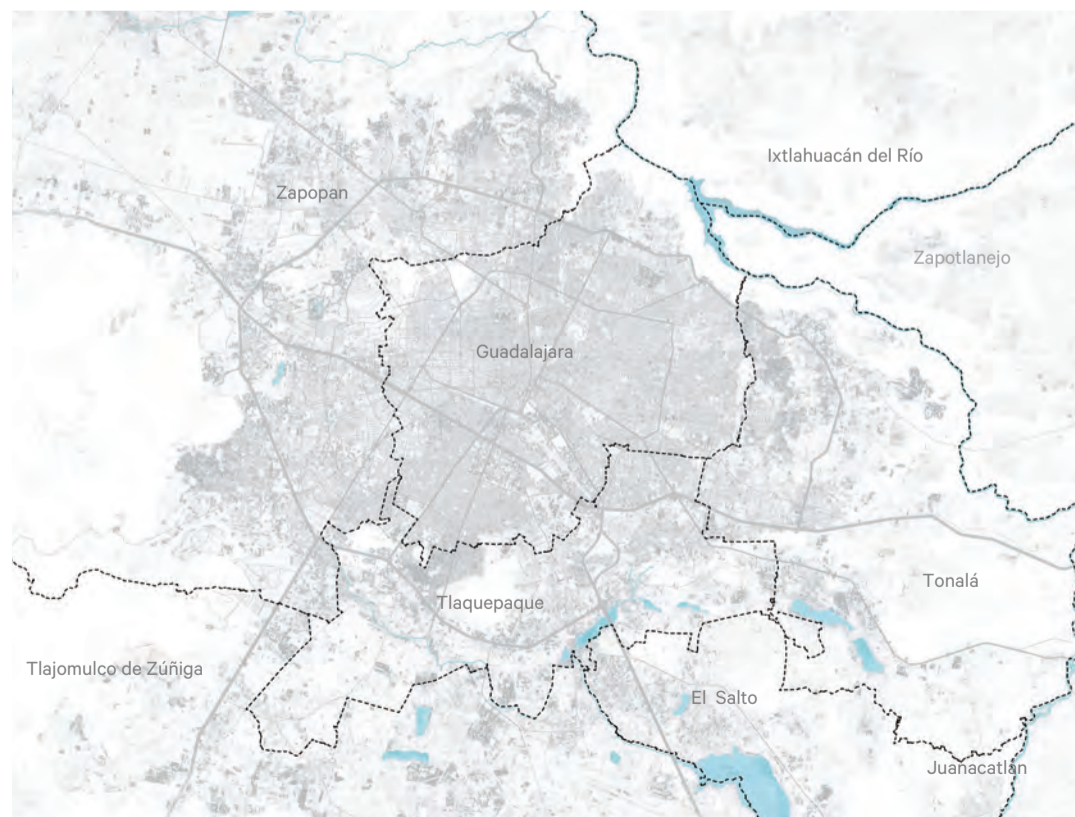 Ixtlahuacán del Río
Zapopan
Zapotlanejo
Guadalajara
Tonalá
Tlaquepaque
Tlajomulco de Zúñiga
El Salto
Juanacatlán